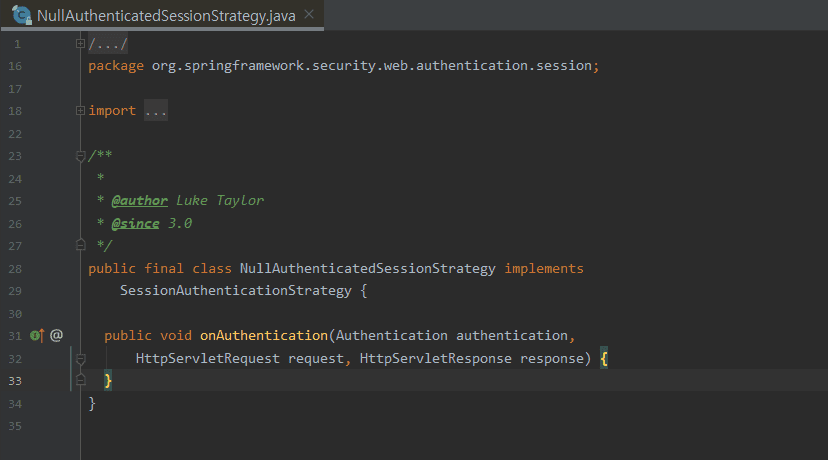 NullAuthenticatedSessionStrategy.java
1 /.../
16 package org.springframework.security.web.authentication.session;
17
18 import ...
22
23 /**
24 *
25 * @author Luke Taylor
26 * @since 3.0
27 */
28 public final class NullAuthenticatedSessionStrategy implements
29 SessionAuthenticationStrategy {
30
31 @ public void onAuthentication(Authentication authentication,
32 HttpServletRequest request, HttpServletResponse response) {
33 }
34 }
35